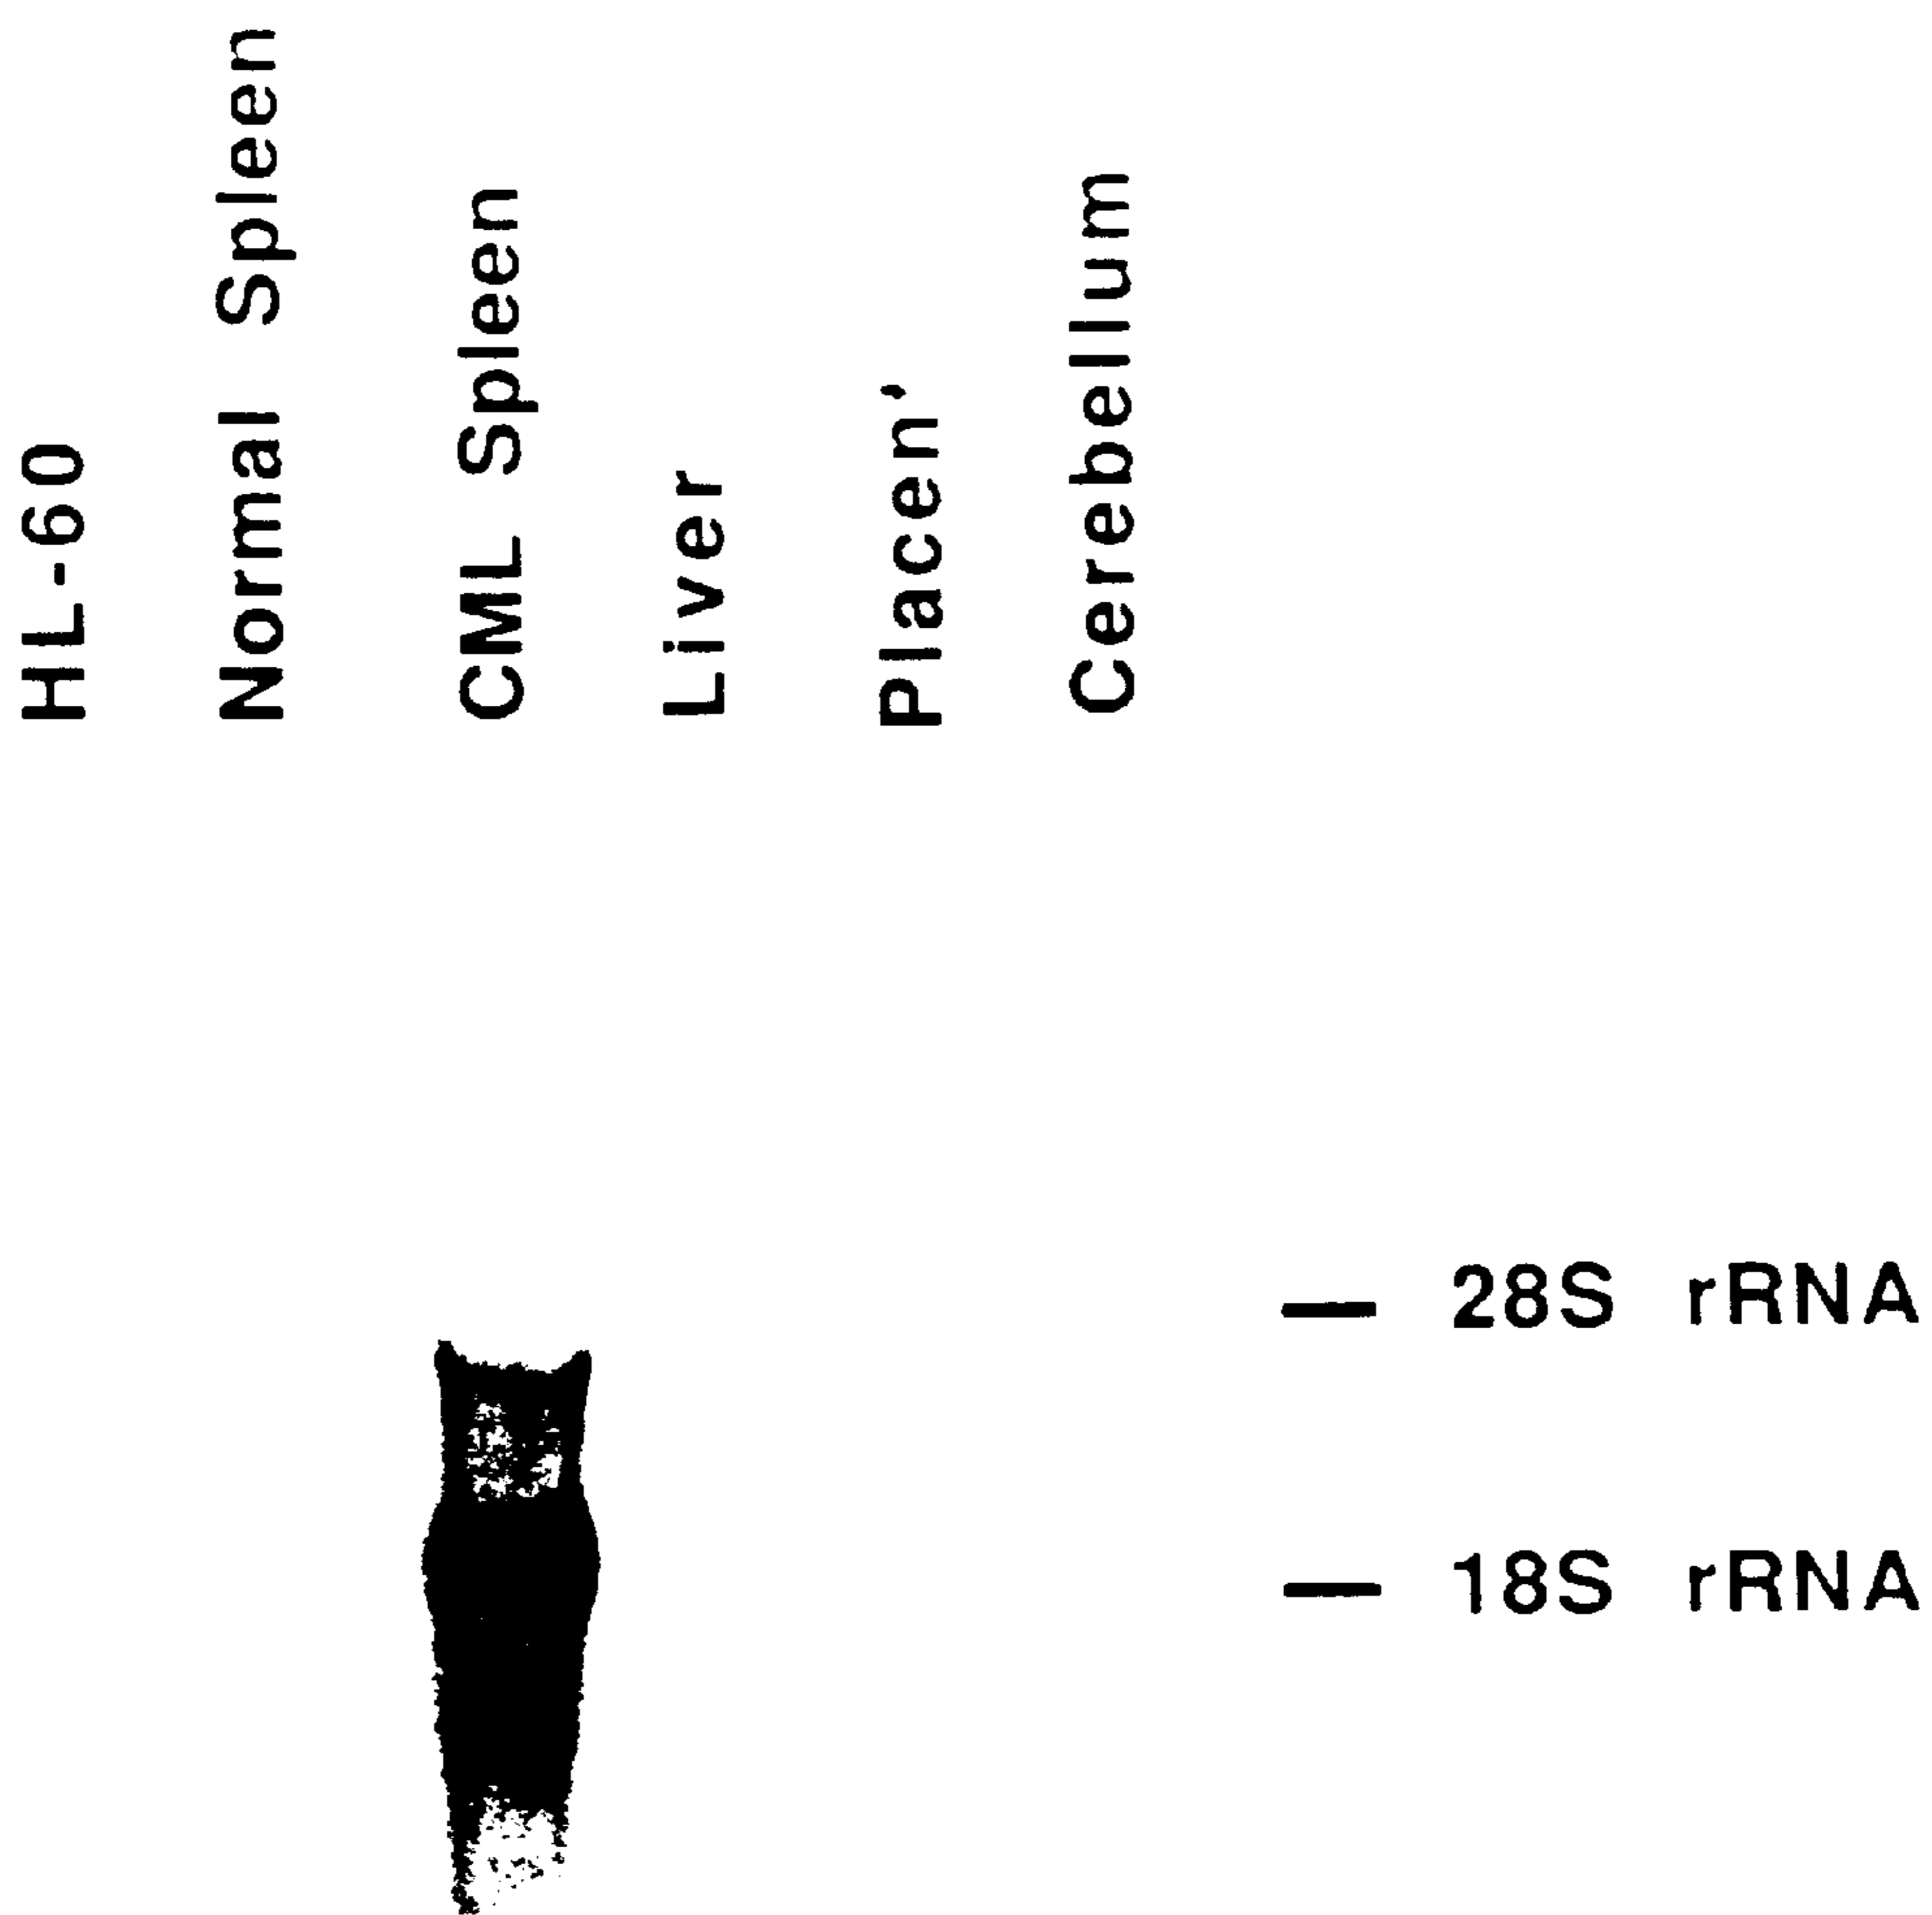 HL-60
Normal Spleen
CML Spleen
Liver
Placen'
Cerebellum
28S rRNA
18S rRNA